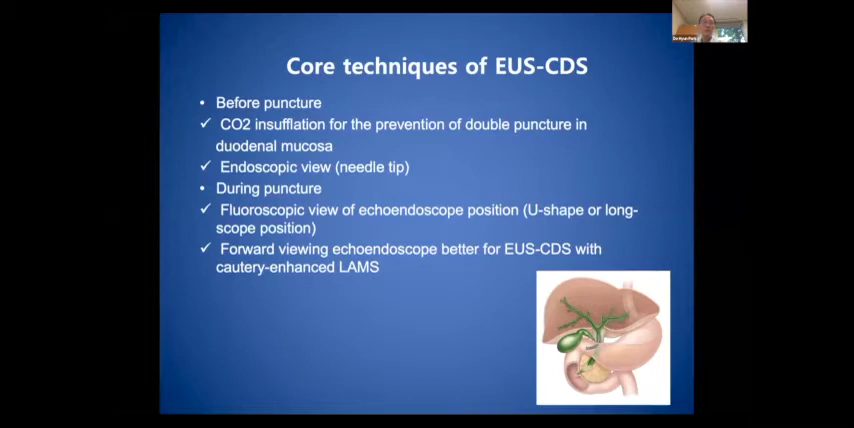 Core techniques of EUS-CDS
• Before puncture
✓ CO2 insufflation for the prevention of double puncture in
duodenal mucosa
✓ Endoscopic view (needle tip)
• During puncture
✓ Fluoroscopic view of echoendoscope position (U-shape or long-
scope position)
✓ Forward viewing echoendoscope better for EUS-CDS with
cautery-enhanced LAMS